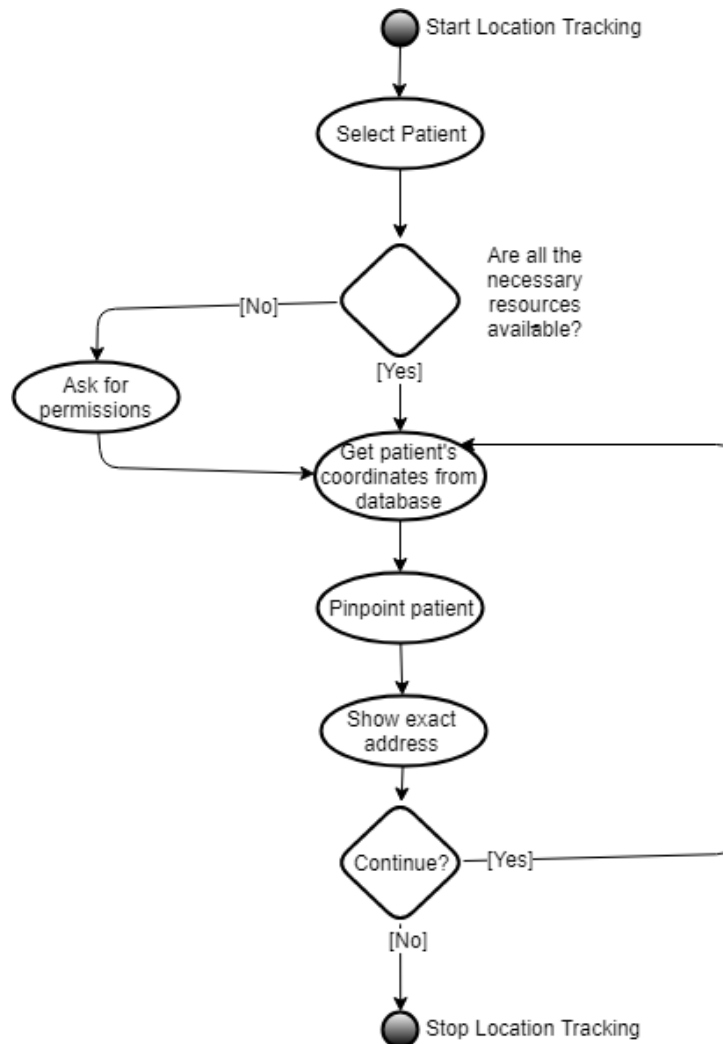 Start Location Tracking
Select Patient
Are all the
necessary
resources
available?
[No]
[Yes]
Ask for
permissions
Get patient's
coordinates from
database
Pinpoint patient
Show exact
address
Continue?
[Yes]
[No]
Stop Location Tracking